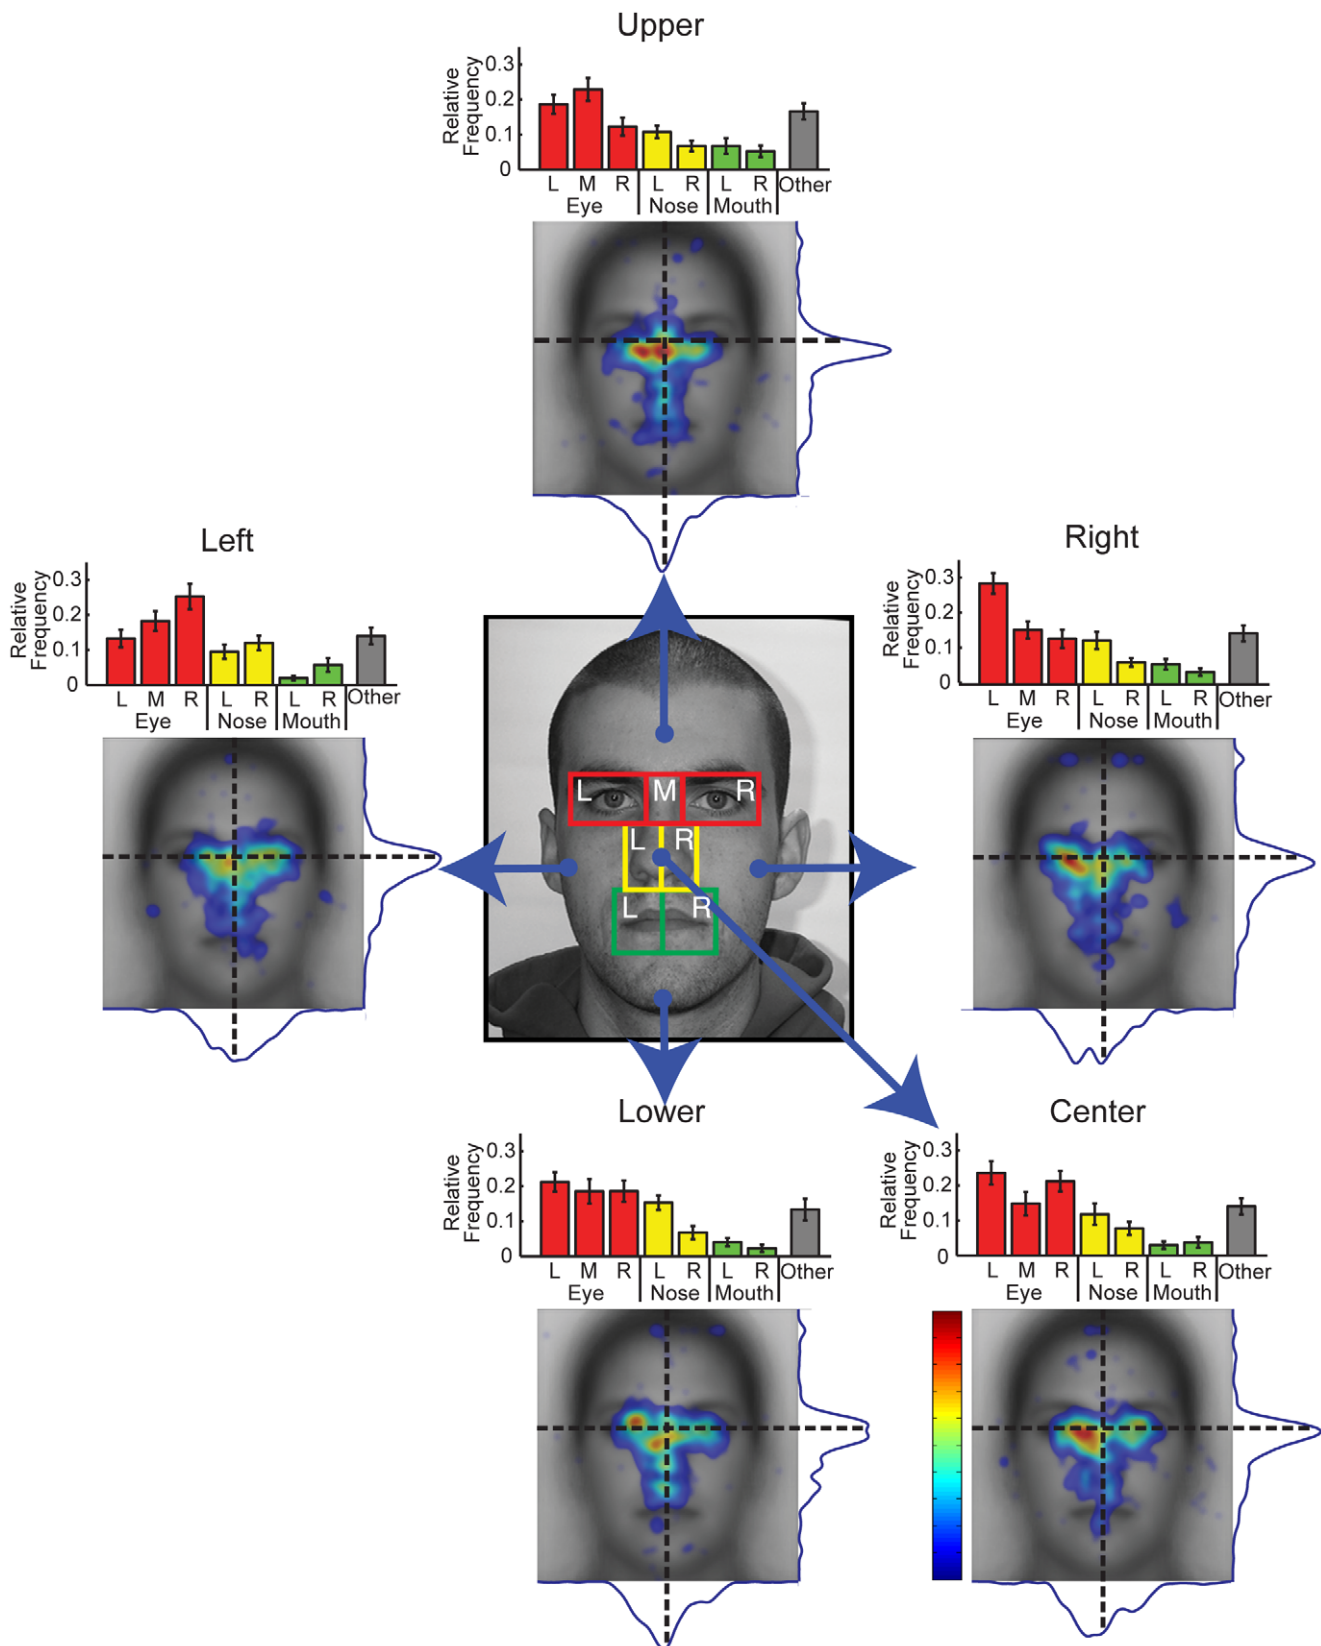 Upper
Relative
Frequency
0.3
0.2
0.1
0
L M R L R L R Other
Eye Nose Mouth
Left
Relative
Frequency
0.3
0.2
0.1
0
L M R L R L R Other
Eye Nose Mouth
Right
Relative
Frequency
0.3
0.2
0.1
0
L M R L R L R Other
Eye Nose Mouth
L M R
L R
L R
Lower
Relative
Frequency
0.3
0.2
0.1
0
L M R L R L R Other
Eye Nose Mouth
Center
Relative
Frequency
0.3
0.2
0.1
0
L M R L R L R Other
Eye Nose Mouth